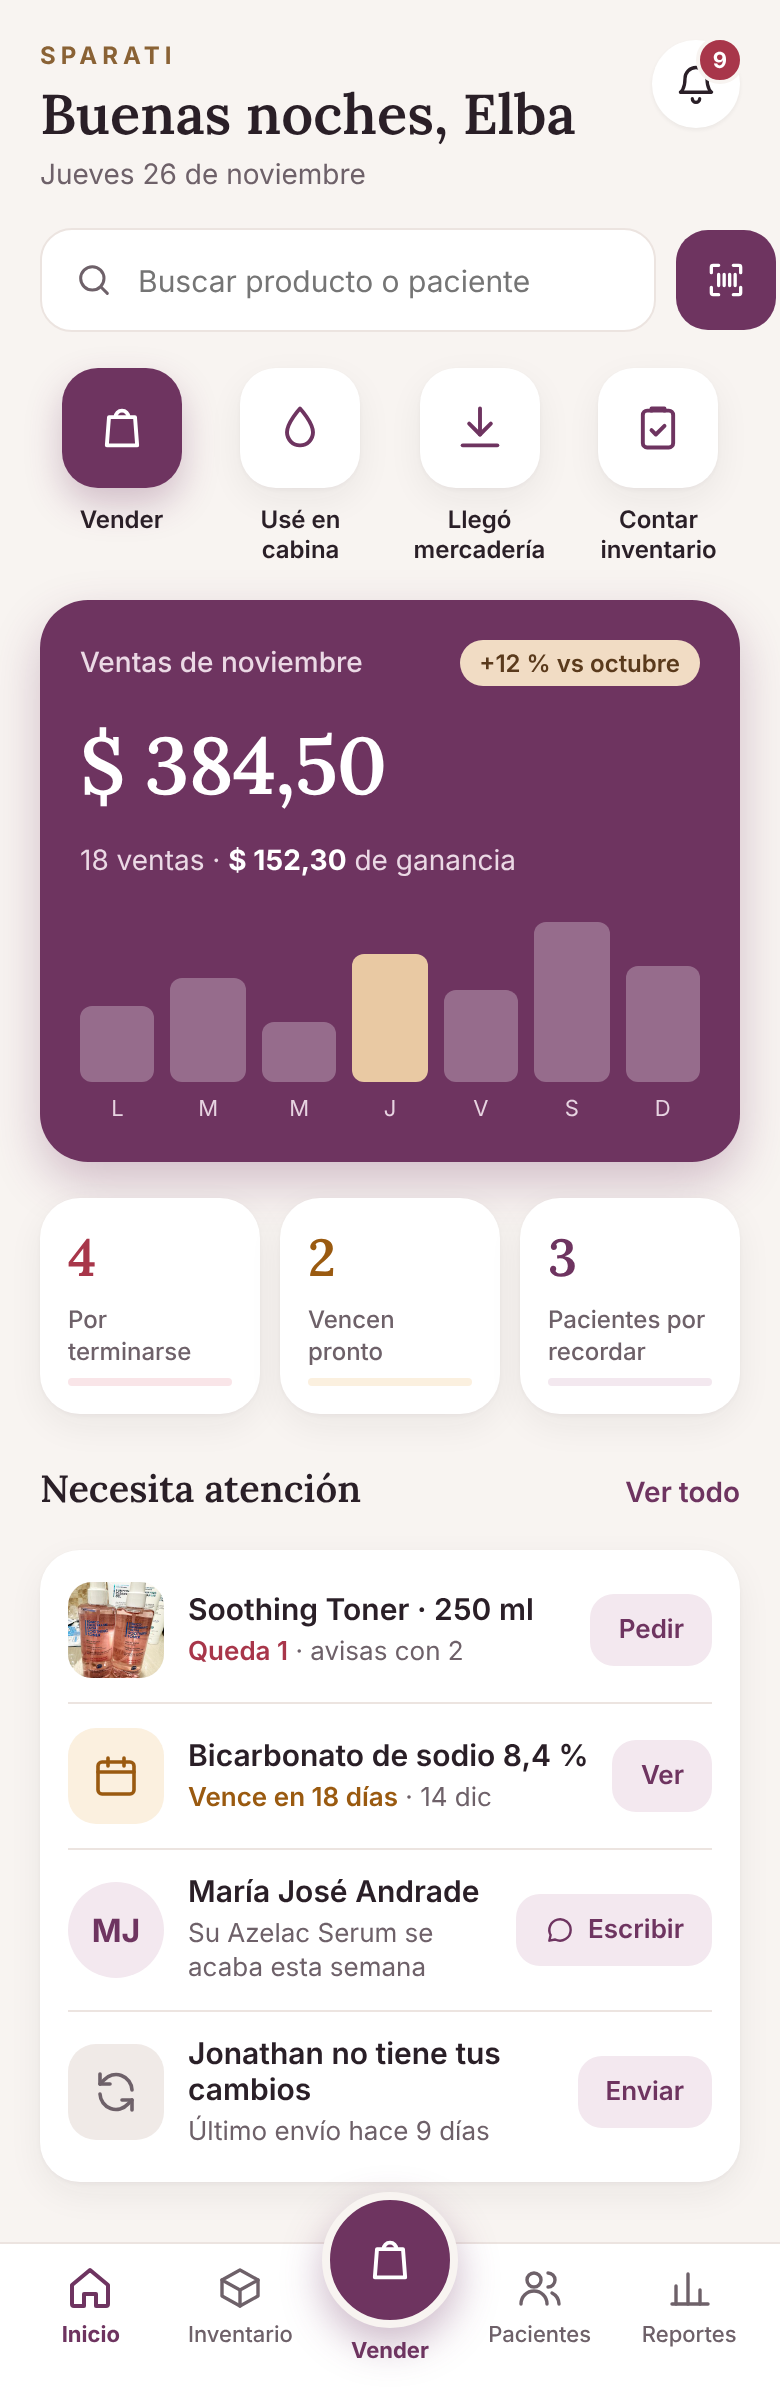 SPARATI
9
Buenas noches, Elba
Jueves 26 de noviembre
Buscar producto o paciente
Vender
Usé en
cabina
Llegó
mercadería
Contar
inventario
Ventas de noviembre
+12 % vs octubre
$ 384,50
18 ventas · $ 152,30 de ganancia
L M M J V S D
4
Por
terminarse
2
Vencen
pronto
3
Pacientes por
recordar
Necesita atención
Ver todo
Soothing Toner · 250 ml
Queda 1 · avisas con 2
Pedir
Bicarbonato de sodio 8,4 %
Vence en 18 días · 14 dic
Ver
MJ
María José Andrade
Su Azelac Serum se
acaba esta semana
Escribir
Jonathan no tiene tus
cambios
Último envío hace 9 días
Enviar
Inicio
Inventario
Vender
Pacientes
Reportes